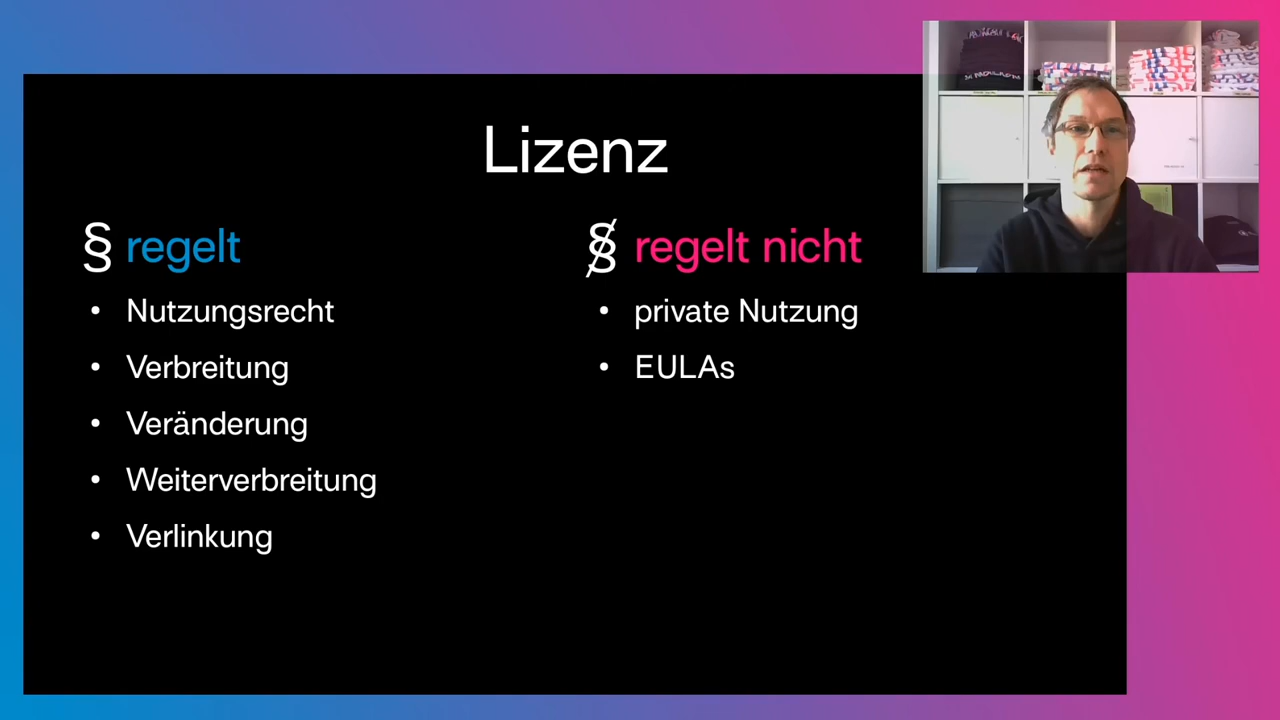 Lizenz
§ regelt
• Nutzungsrecht
• Verbreitung
• Veränderung
• Weiterverbreitung
• Verlinkung
§ regelt nicht
• private Nutzung
• EULAs